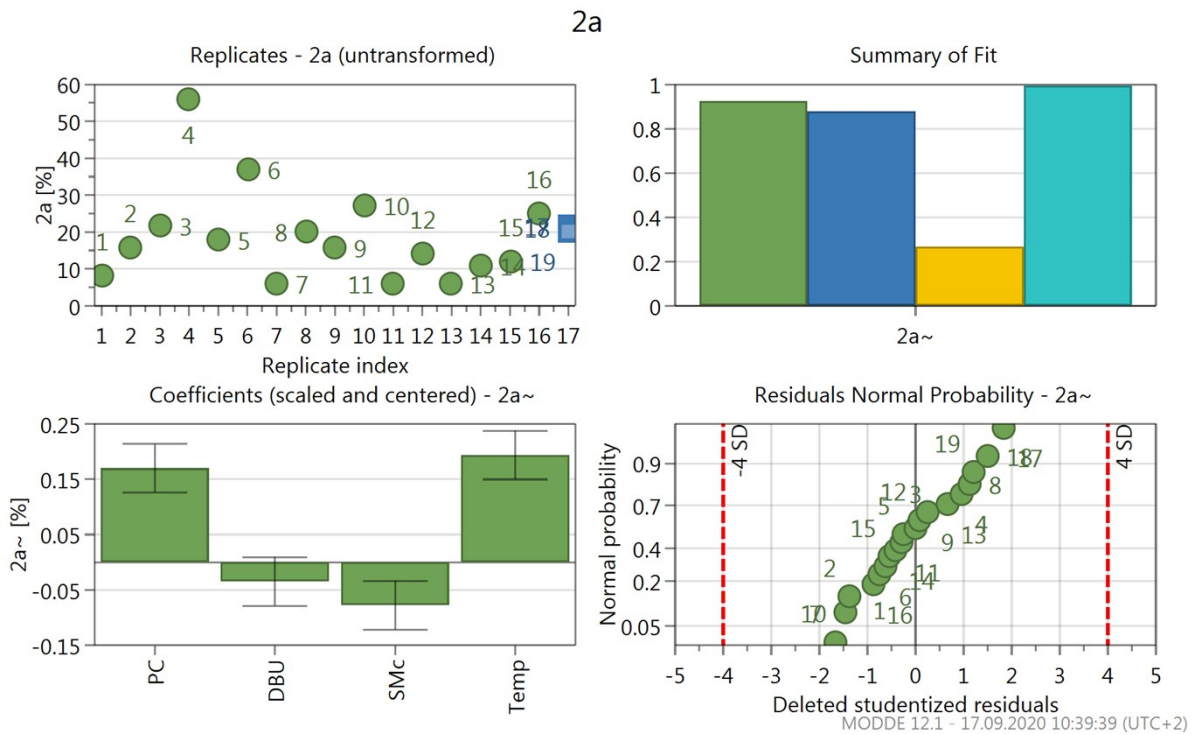 2a
Replicates - 2a (untransformed)
2a [%]
60
50
40
30
20
10
0
1
2
3
4
5
6
7
8
9
10
11
12
13
14
15
16
18
19
1 2 3 4 5 6 7 8 9 10 11 12 13 14 15 16 17
Replicate index
Summary of Fit
1
0.8
0.6
0.4
0.2
0
2a~
Coefficients (scaled and centered) - 2a~
2a~ [%]
0.25
0.15
0.05
-0.05
-0.15
PC
DBU
SMc
Temp
Residuals Normal Probability - 2a~
Normal probability
0.9
0.7
0.4
0.2
0.05
-4 SD
4 SD
19
18
17
8
12
3
5
4
15
9
13
2
11
14
6
10
1
16
-5 -4 -3 -2 -1 0 1 2 3 4 5
Deleted studentized residuals
MODDE 12.1 - 17.09.2020 10:39:39 (UTC+2)